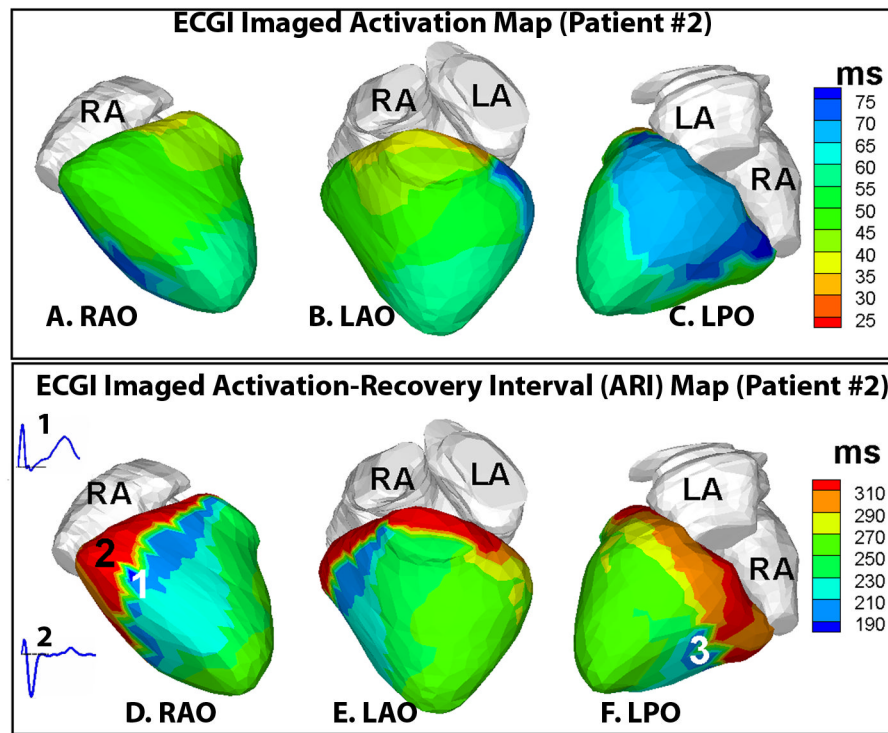 ECGI Imaged Activation Map (Patient #2)
RA
RA
LA
LA
RA
ms
75
70
65
60
55
50
45
40
35
30
25
A. RAO
B. LAO
C. LPO
ECGI Imaged Activation-Recovery Interval (ARI) Map (Patient #2)
1
2
RA
2
1
RA
LA
LA
RA
3
ms
310
290
270
250
230
210
190
D. RAO
E. LAO
F. LPO